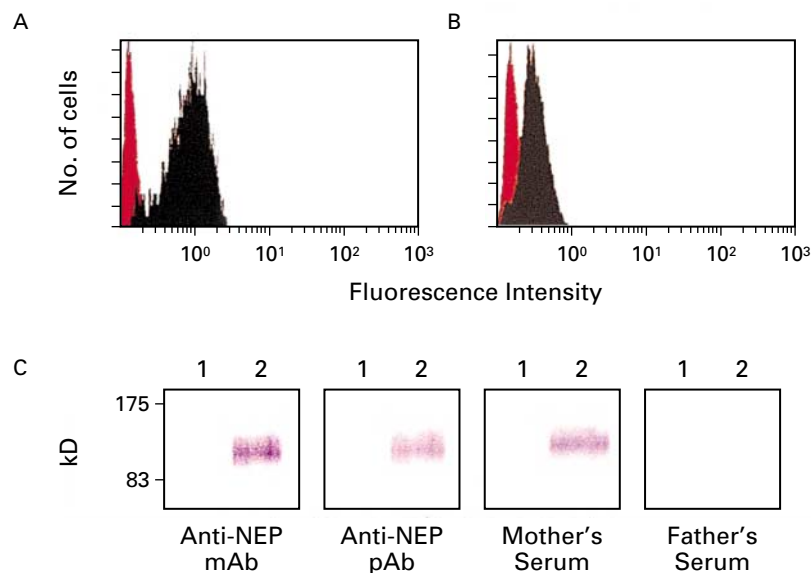 A
B
No. of cells
10⁰ 10¹ 10² 10³
10⁰ 10¹ 10² 10³
Fluorescence Intensity
C
1 2
1 2
1 2
1 2
175
83
kD
Anti-NEP
mAb
Anti-NEP
pAb
Mother's
Serum
Father's
Serum